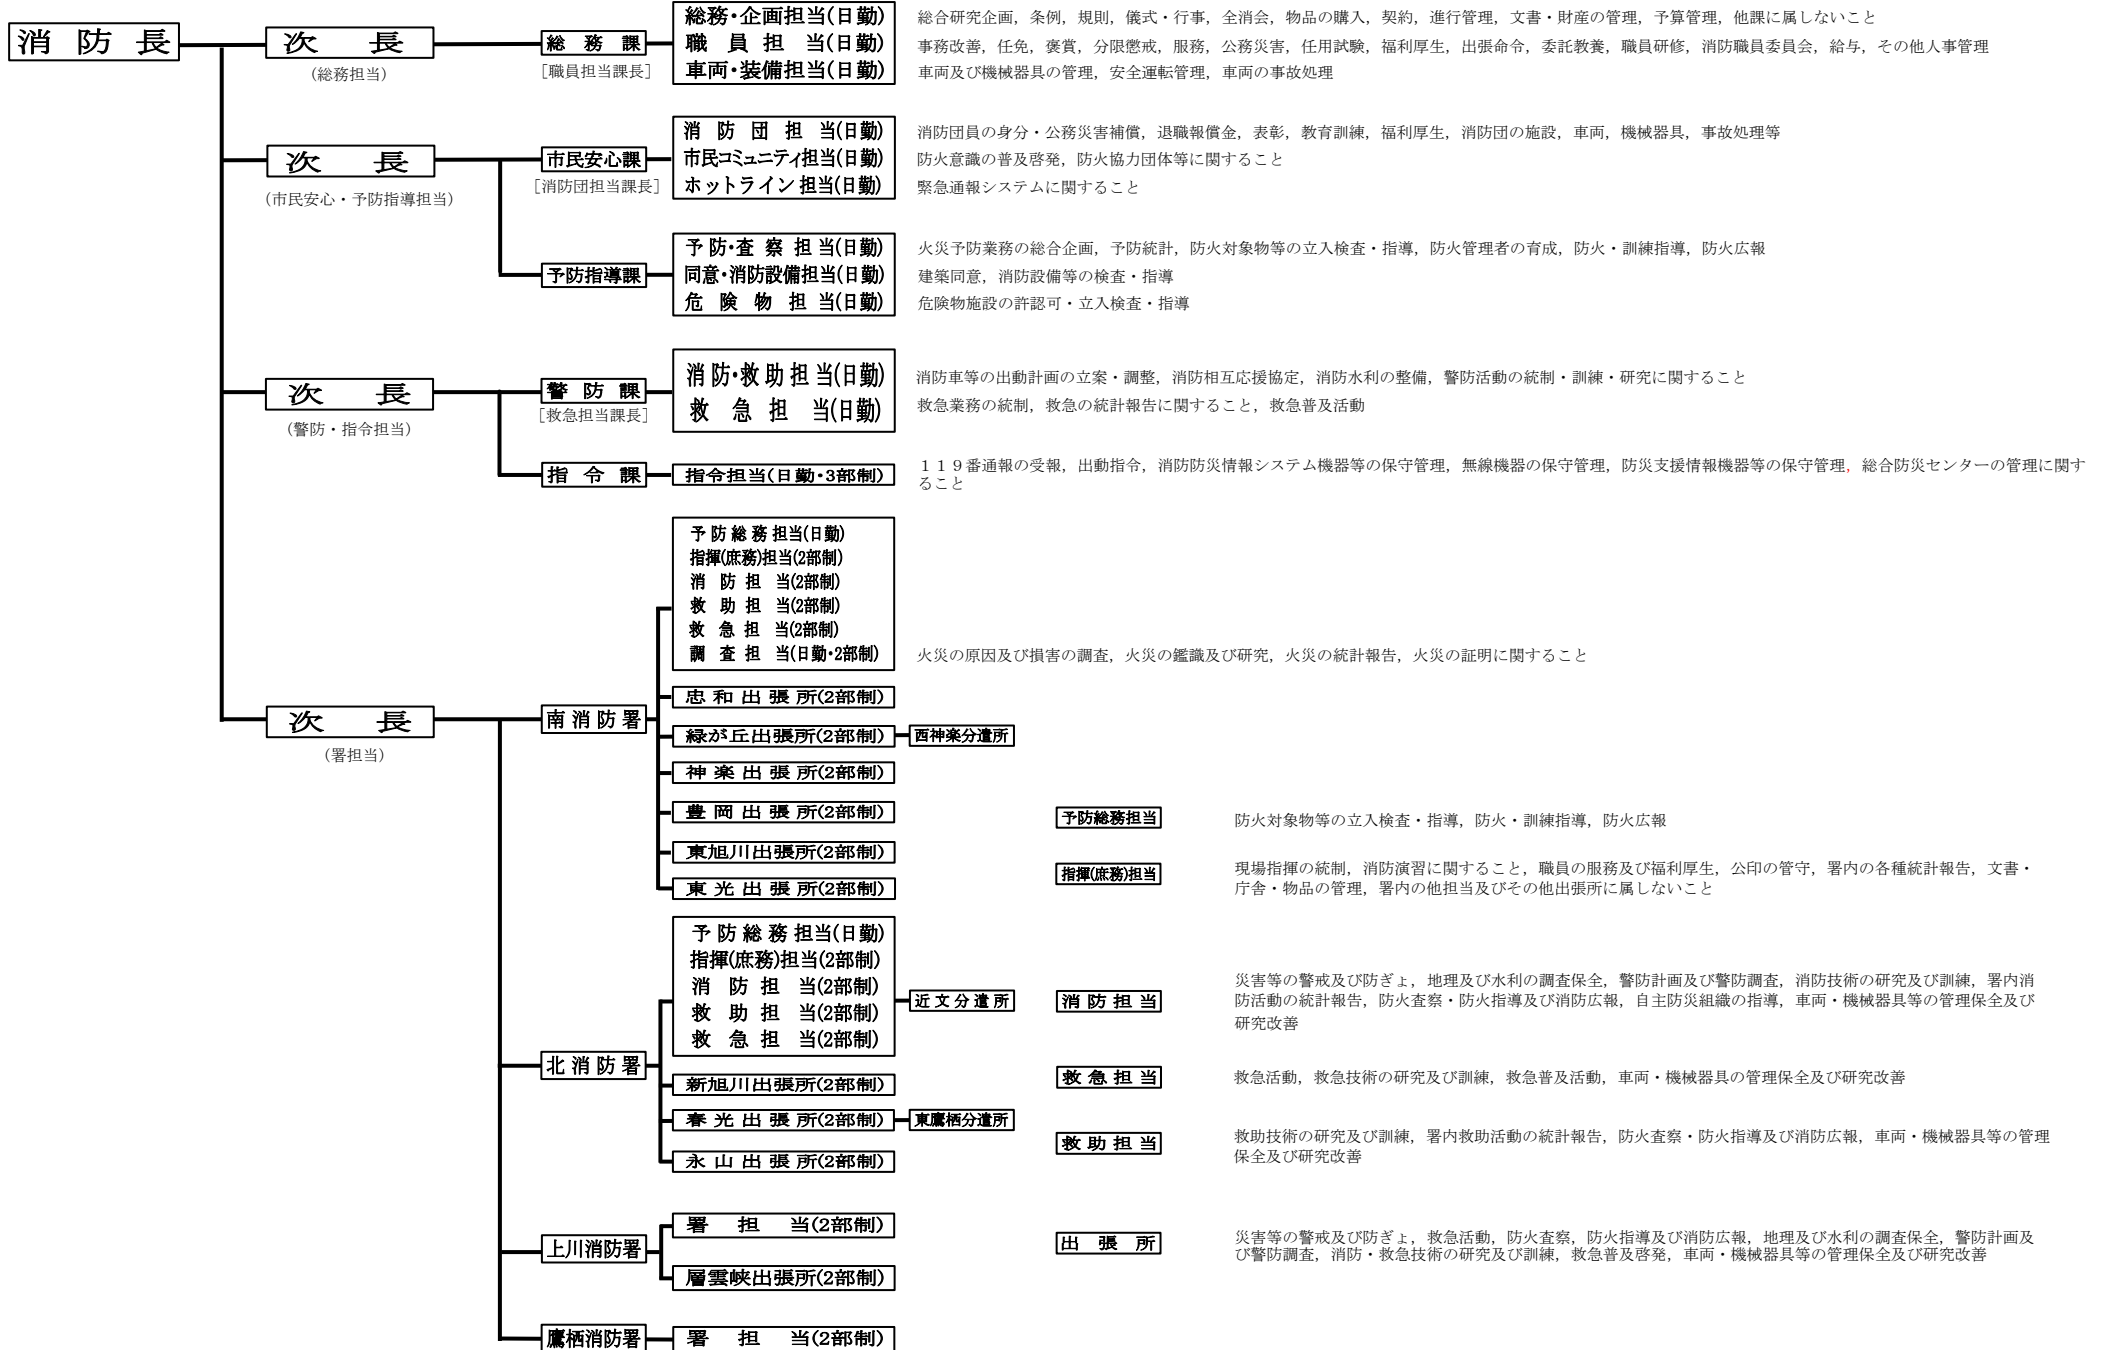 消防長
次長
（総務担当）
総務課
［職員担当課長］
総務・企画担当(日勤)
職員担当(日勤)
車両・装備担当(日勤)
総合研究企画，条例，規則，儀式・行事，全消会，物品の購入，契約，進行管理，文書・財産の管理，予算管理，他課に属しないこと
事務改善，任免，褒賞，分限懲戒，服務，公務災害，任用試験，福利厚生，出張命令，委託教養，職員研修，消防職員委員会，給与，その他人事管理
車両及び機械器具の管理，安全運転管理，車両の事故処理
次長
（市民安心・予防指導担当）
市民安心課
［消防団担当課長］
消防団担当(日勤)
市民コミュニティ担当(日勤)
ホットライン担当(日勤)
消防団員の身分・公務災害補償，退職報償金，表彰，教育訓練，福利厚生，消防団の施設，車両，機械器具，事故処理等
防火意識の普及啓発，防火協力団体等に関すること
緊急通報システムに関すること
予防指導課
予防・査察担当(日勤)
同意・消防設備担当(日勤)
危険物担当(日勤)
火災予防業務の総合企画，予防統計，防火対象物等の立入検査・指導，防火管理者の育成，防火・訓練指導，防火広報
建築同意，消防設備等の検査・指導
危険物施設の許認可・立入検査・指導
次長
（警防・指令担当）
警防課
［救急担当課長］
消防・救助担当(日勤)
救急担当(日勤)
消防車等の出動計画の立案・調整，消防相互応援協定，消防水利の整備，警防活動の統制・訓練・研究に関すること
救急業務の統制，救急の統計報告に関すること，救急普及活動
指令課
指令担当(日勤・3部制)
１１９番通報の受報，出動指令，消防防災情報システム機器等の保守管理，無線機器の保守管理，防災支援情報機器等の保守管理，総合防災センターの管理に関す
ること
次長
（署担当）
南消防署
予防総務担当(日勤)
指揮(庶務)担当(2部制)
消防担当(2部制)
救助担当(2部制)
救急担当(2部制)
調査担当(日勤・2部制)
火災の原因及び損害の調査，火災の鑑識及び研究，火災の統計報告，火災の証明に関すること
忠和出張所(2部制)
緑が丘出張所(2部制)
西神楽分遣所
神楽出張所(2部制)
豊岡出張所(2部制)
東旭川出張所(2部制)
東光出張所(2部制)
北消防署
予防総務担当(日勤)
指揮(庶務)担当(2部制)
消防担当(2部制)
救助担当(2部制)
救急担当(2部制)
近文分遣所
新旭川出張所(2部制)
春光出張所(2部制)
東鷹栖分遣所
永山出張所(2部制)
上川消防署
署担当(2部制)
層雲峡出張所(2部制)
鷹栖消防署
署担当(2部制)
予防総務担当
防火対象物等の立入検査・指導，防火・訓練指導，防火広報
指揮(庶務)担当
現場指揮の統制，消防演習に関すること，職員の服務及び福利厚生，公印の管守，署内の各種統計報告，文書・
庁舎・物品の管理，署内の他担当及びその他出張所に属しないこと
消防担当
災害等の警戒及び防ぎょ，地理及び水利の調査保全，警防計画及び警防調査，消防技術の研究及び訓練，署内消
防活動の統計報告，防火査察・防火指導及び消防広報，自主防災組織の指導，車両・機械器具等の管理保全及び
研究改善
救急担当
救急活動，救急技術の研究及び訓練，救急普及活動，車両・機械器具の管理保全及び研究改善
救助担当
救助技術の研究及び訓練，署内救助活動の統計報告，防火査察・防火指導及び消防広報，車両・機械器具等の管理
保全及び研究改善
出張所
災害等の警戒及び防ぎょ，救急活動，防火査察，防火指導及び消防広報，地理及び水利の調査保全，警防計画及
び警防調査，消防・救急技術の研究及び訓練，救急普及啓発，車両・機械器具等の管理保全及び研究改善